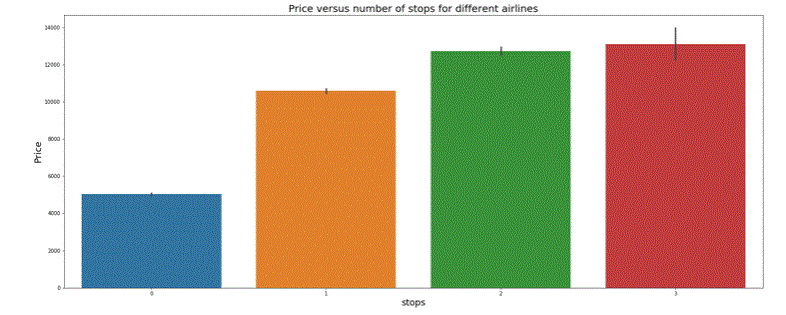 Price versus number of stops for different airlines
14000
12000
10000
8000
6000
4000
2000
0
Price
0 1 2 3
stops